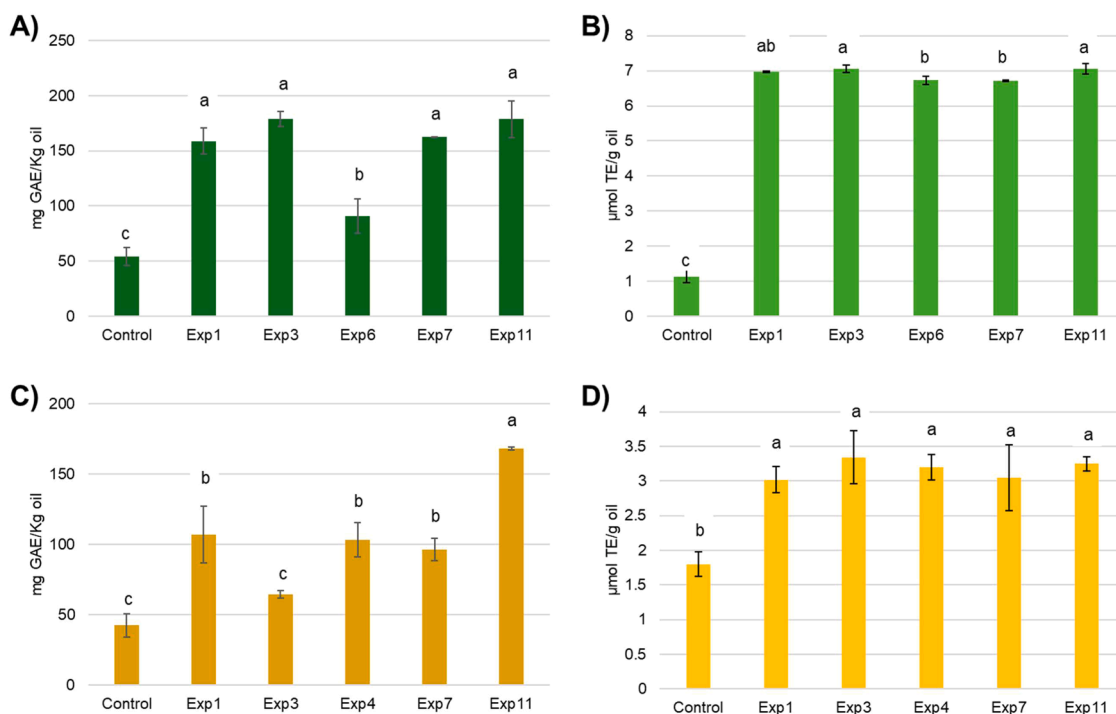 A)
250
200
150
100
50
0
mg GAE/Kg oil
c
a
a
b
a
a
Control Exp1 Exp3 Exp6 Exp7 Exp11
B)
8
7
6
5
4
3
2
1
0
µmol TE/g oil
c
ab
a
b
b
a
Control Exp1 Exp3 Exp6 Exp7 Exp11
C)
200
150
100
50
0
mg GAE/Kg oil
c
b
c
b
b
a
Control Exp1 Exp3 Exp4 Exp7 Exp11
D)
4
3.5
3
2.5
2
1.5
1
0.5
0
µmol TE/g oil
b
a
a
a
a
a
Control Exp1 Exp3 Exp4 Exp7 Exp11